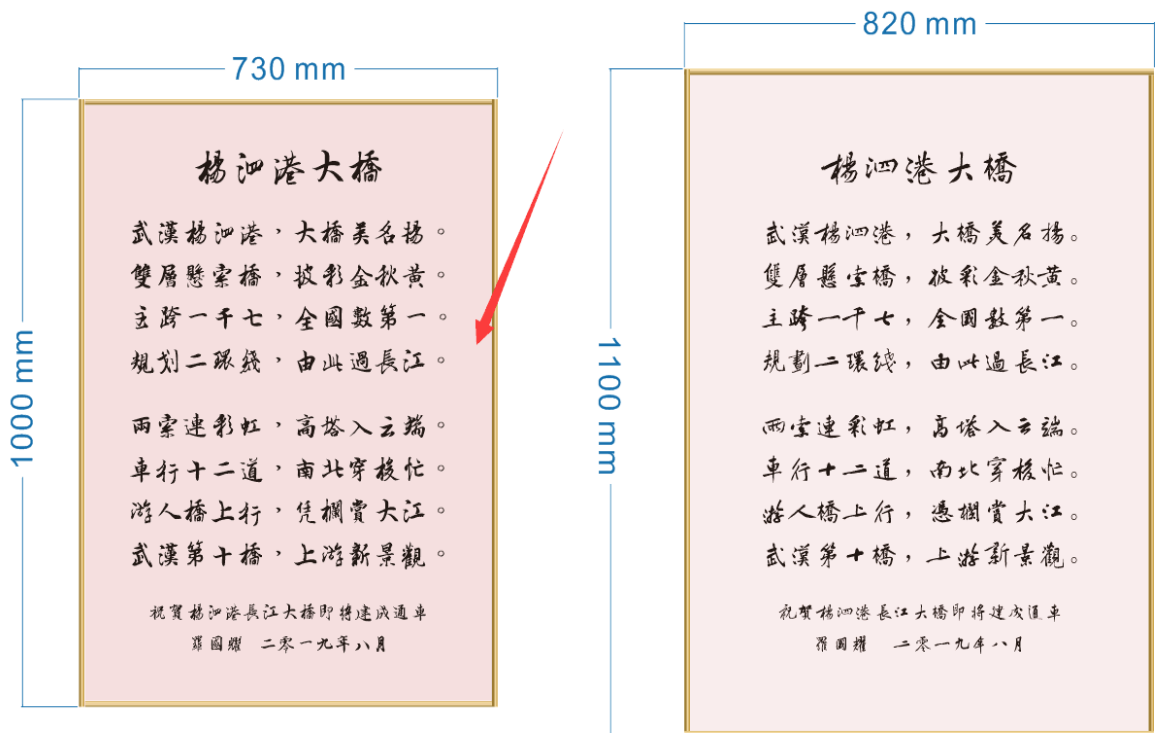 730 mm
1000 mm
楊泗港大橋
武漢楊泗港，大橋美名揚。
雙層懸索橋，披彩金秋黄。
主跨一千七，全國數第一。
規划二環綫，由此過長江。
兩索連彩虹，高塔入云端。
車行十二道，南北穿梭忙。
游人橋上行，凭欄賞大江。
武漢第十橋，上游新景觀。
祝賀楊泗港長江大橋即將建成通車
羅國耀 二零一九年八月
820 mm
1100 mm
楊泗港大橋
武漢楊泗港，大橋美名揚。
雙層懸索橋，披彩金秋黄。
主跨一千七，全國數第一。
規劃二環綫，由此過長江。
兩索連彩虹，高塔入云端。
車行十二道，南北穿梭忙。
游人橋上行，憑欄賞大江。
武漢第十橋，上游新景觀。
祝賀楊泗港長江大橋即將建成通車
羅國耀 二零一九年八月